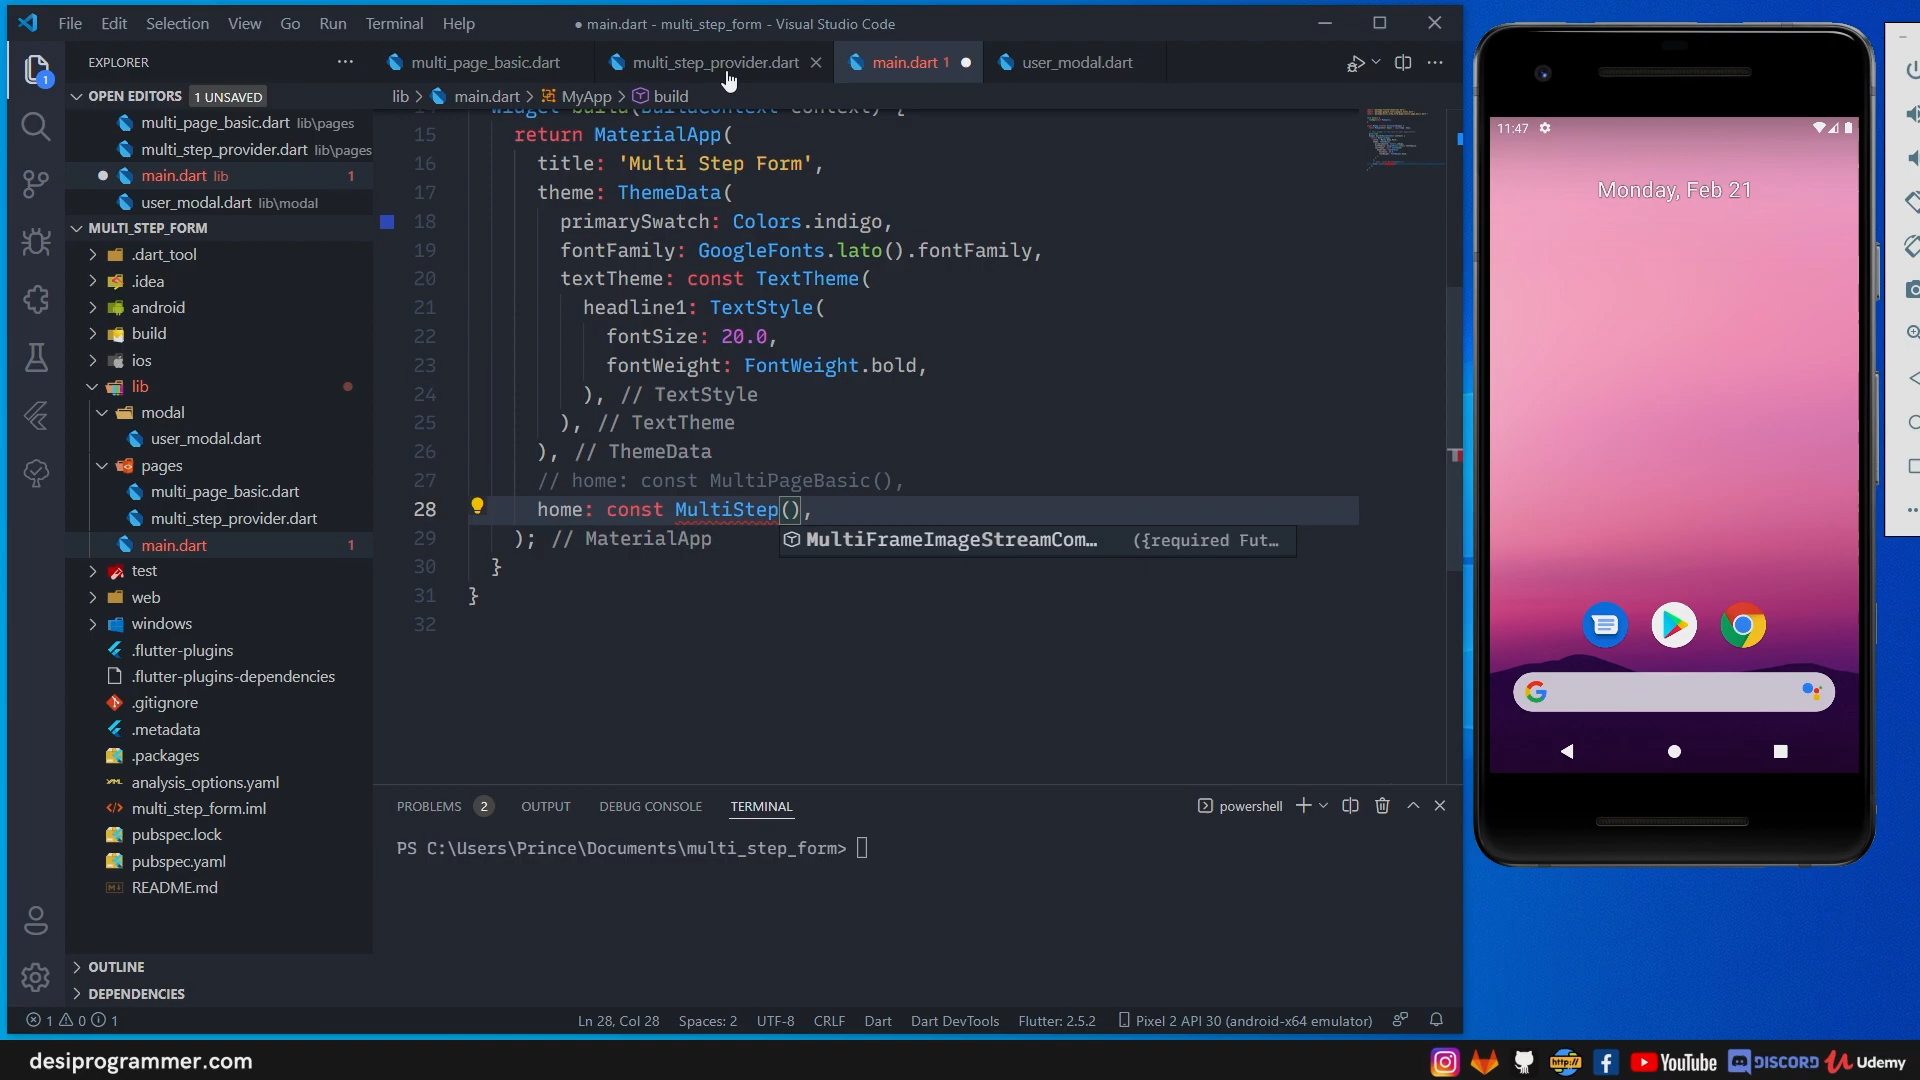 File Edit Selection View Go Run Terminal Help
● main.dart - multi_step_form - Visual Studio Code
EXPLORER
OPEN EDITORS 1 UNSAVED
multi_page_basic.dart lib\pages
multi_step_provider.dart lib\pages
main.dart lib 1
user_modal.dart lib\modal
MULTI_STEP_FORM
.dart_tool
.idea
android
build
ios
lib
modal
user_modal.dart
pages
multi_page_basic.dart
multi_step_provider.dart
main.dart 1
test
web
windows
.flutter-plugins
.flutter-plugins-dependencies
.gitignore
.metadata
.packages
analysis_options.yaml
multi_step_form.iml
pubspec.lock
pubspec.yaml
README.md
OUTLINE
DEPENDENCIES
multi_page_basic.dart multi_step_provider.dart main.dart 1 user_modal.dart
lib > main.dart > MyApp > build
14 Widget build(BuildContext context) {
15 return MaterialApp(
16 title: 'Multi Step Form',
17 theme: ThemeData(
18 primarySwatch: Colors.indigo,
19 fontFamily: GoogleFonts.lato().fontFamily,
20 textTheme: const TextTheme(
21 headline1: TextStyle(
22 fontSize: 20.0,
23 fontWeight: FontWeight.bold,
24 ), // TextStyle
25 ), // TextTheme
26 ), // ThemeData
27 // home: const MultiPageBasic(),
28 home: const MultiStep(),
29 ); // MaterialApp
MultiFrameImageStreamCom… ({required Fut…
30 }
31 }
32
PROBLEMS 2 OUTPUT DEBUG CONSOLE TERMINAL
powershell
PS C:\Users\Prince\Documents\multi_step_form>
1 0 1
Ln 28, Col 28 Spaces: 2 UTF-8 CRLF Dart Dart DevTools Flutter: 2.5.2 Pixel 2 API 30 (android-x64 emulator)
11:47
Monday, Feb 21
desiprogrammer.com
http://
YouTube
DISCORD
Udemy